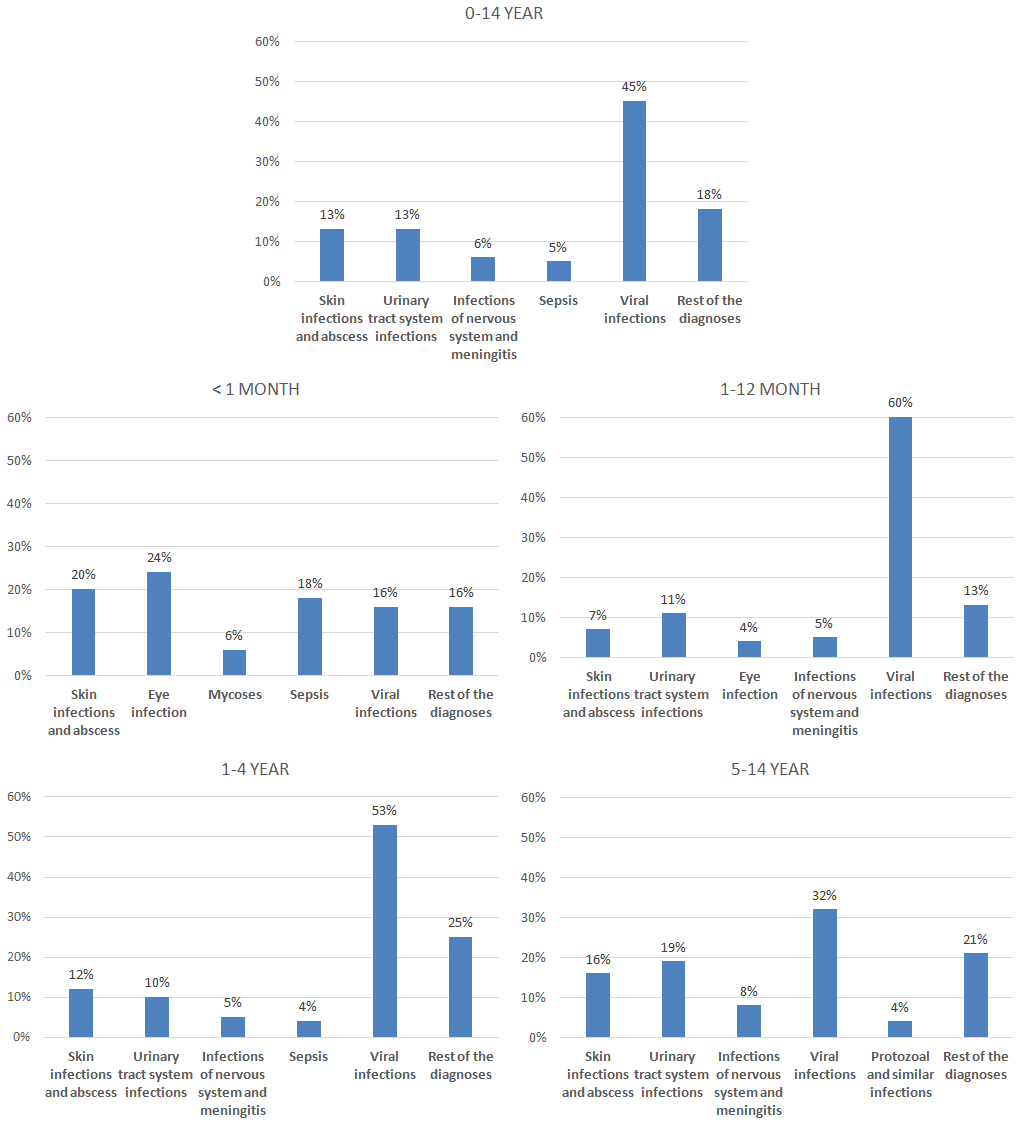 0-14 YEAR
60%
50%
40%
30%
20%
10%
0%
13%
13%
6%
5%
45%
18%
Skin
infections
and abscess
Urinary
tract system
infections
Infections
of nervous
system and
meningitis
Sepsis
Viral
infections
Rest of the
diagnoses
< 1 MONTH
60%
50%
40%
30%
20%
10%
0%
20%
24%
6%
18%
16%
16%
Skin
infections
and abscess
Eye
infection
Mycoses
Sepsis
Viral
infections
Rest of the
diagnoses
1-12 MONTH
60%
50%
40%
30%
20%
10%
0%
7%
11%
4%
5%
60%
13%
Skin
infections
and abscess
Urinary
tract system
infections
Eye
infection
Infections
of nervous
system and
meningitis
Viral
infections
Rest of the
diagnoses
1-4 YEAR
60%
50%
40%
30%
20%
10%
0%
12%
10%
5%
4%
53%
25%
Skin
infections
and abscess
Urinary
tract system
infections
Infections
of nervous
system and
meningitis
Sepsis
Viral
infections
Rest of the
diagnoses
5-14 YEAR
60%
50%
40%
30%
20%
10%
0%
16%
19%
8%
32%
4%
21%
Skin
infections
and abscess
Urinary
tract system
infections
Infections
of nervous
system and
meningitis
Viral
infections
Protozoal
and similar
infections
Rest of the
diagnoses